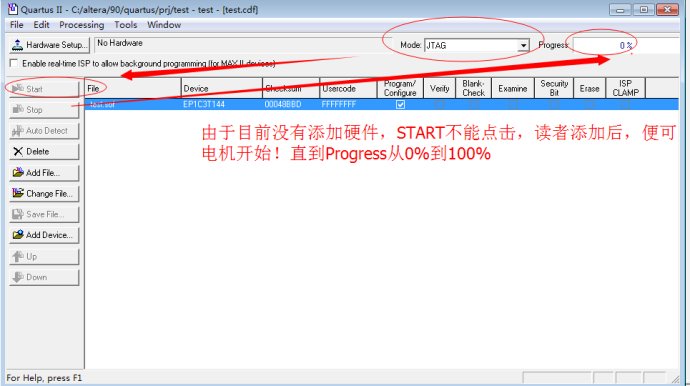 Quartus II - C:/altera/90/quartus/prj/test - test - [test.cdf]
File Edit Processing Tools Window
Hardware Setup... No Hardware Mode: JTAG Progress: 0 %
Enable real-time ISP to allow background programming (for MAX II devices)
Start
Stop
Auto Detect
Delete
Add File...
Change File...
Save File...
Add Device...
Up
Down
File Device Checksum Usercode Program/Configure Verify Blank-Check Examine Security Bit Erase ISP CLAMP
test.sof EP1C3T144 00048BBD FFFFFFFF
由于目前没有添加硬件，START不能点击，读者添加后，便可
电机开始！直到Progress从0%到100%
For Help, press F1